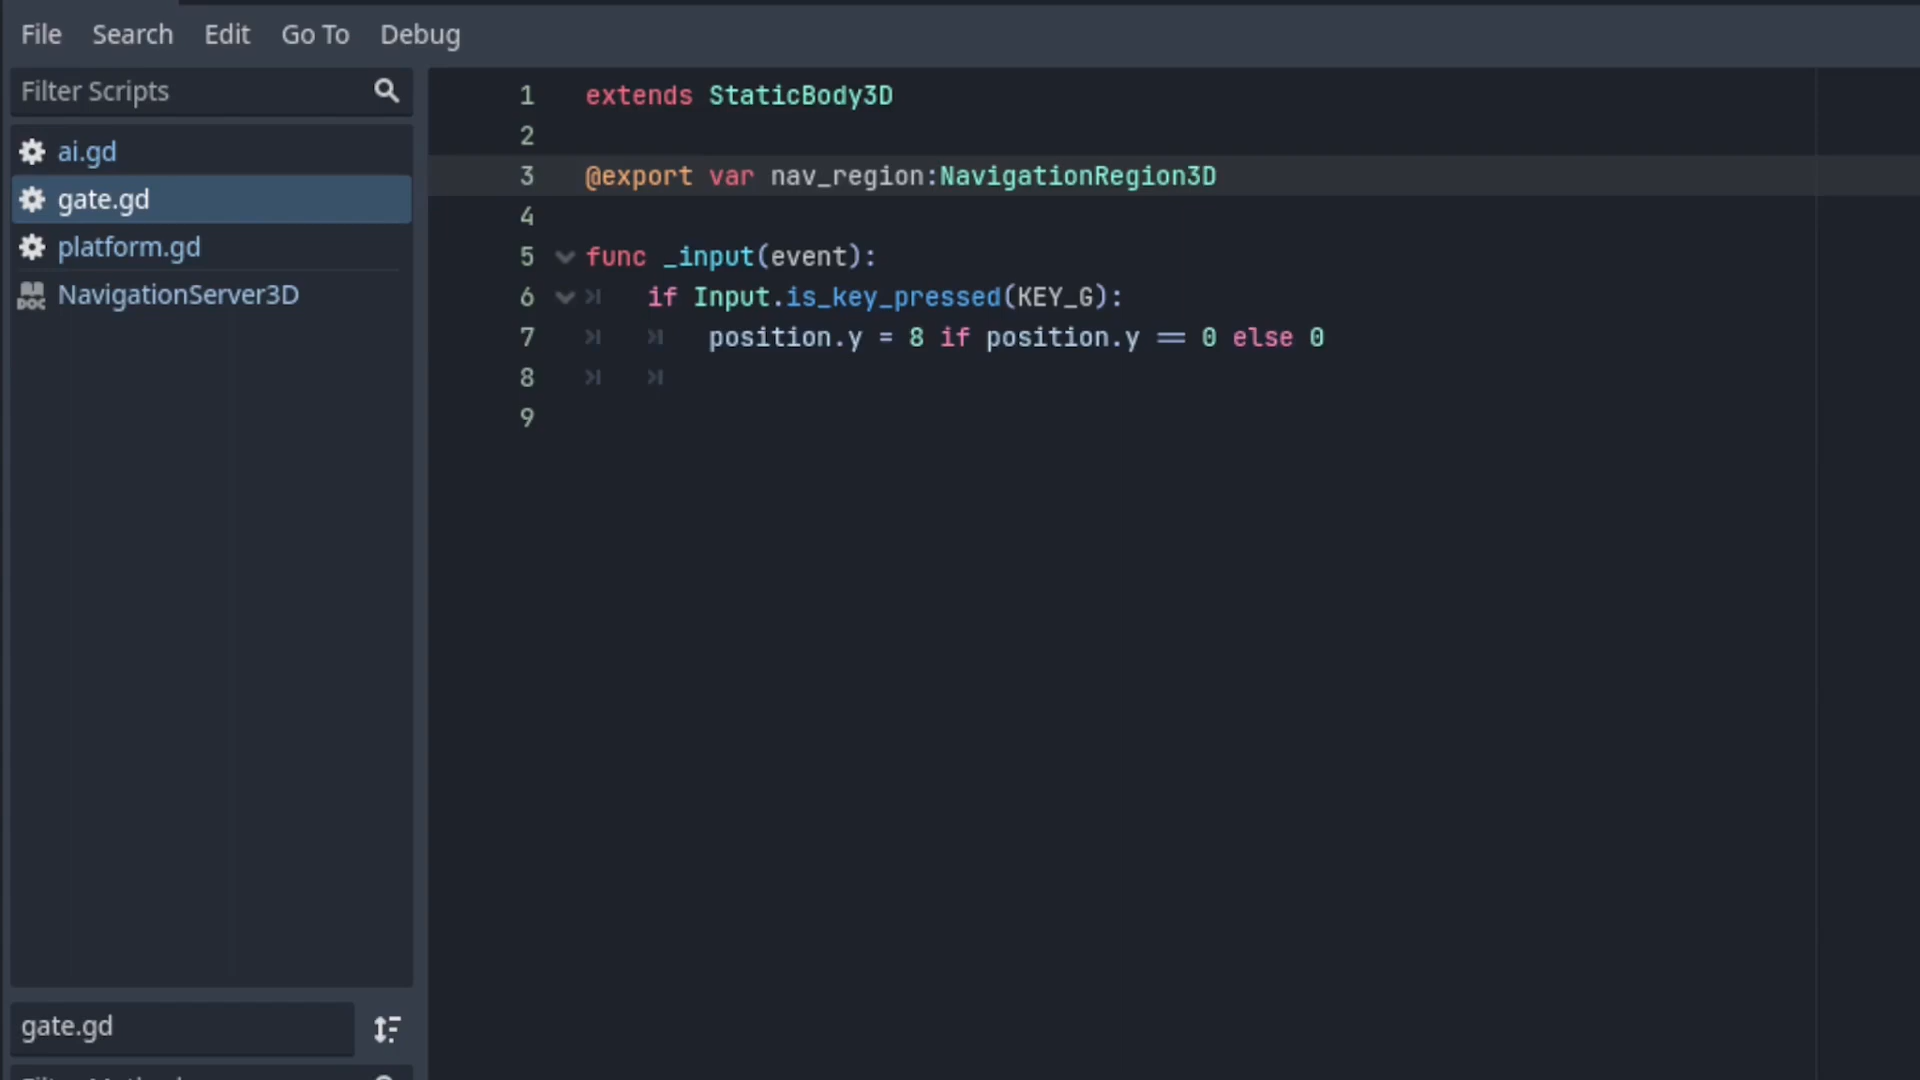 File Search Edit Go To Debug
Filter Scripts
ai.gd
gate.gd
platform.gd
NavigationServer3D
gate.gd
1 extends StaticBody3D
2
3 @export var nav_region:NavigationRegion3D
4
5 func _input(event):
6 if Input.is_key_pressed(KEY_G):
7 position.y = 8 if position.y == 0 else 0
8
9